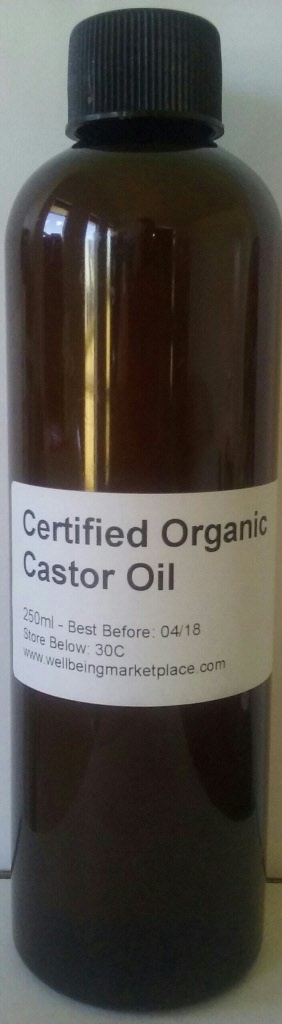 Certified Organic
Castor Oil
250ml - Best Before: 04/18
Store Below: 30C
www.wellbeingmarketplace.com